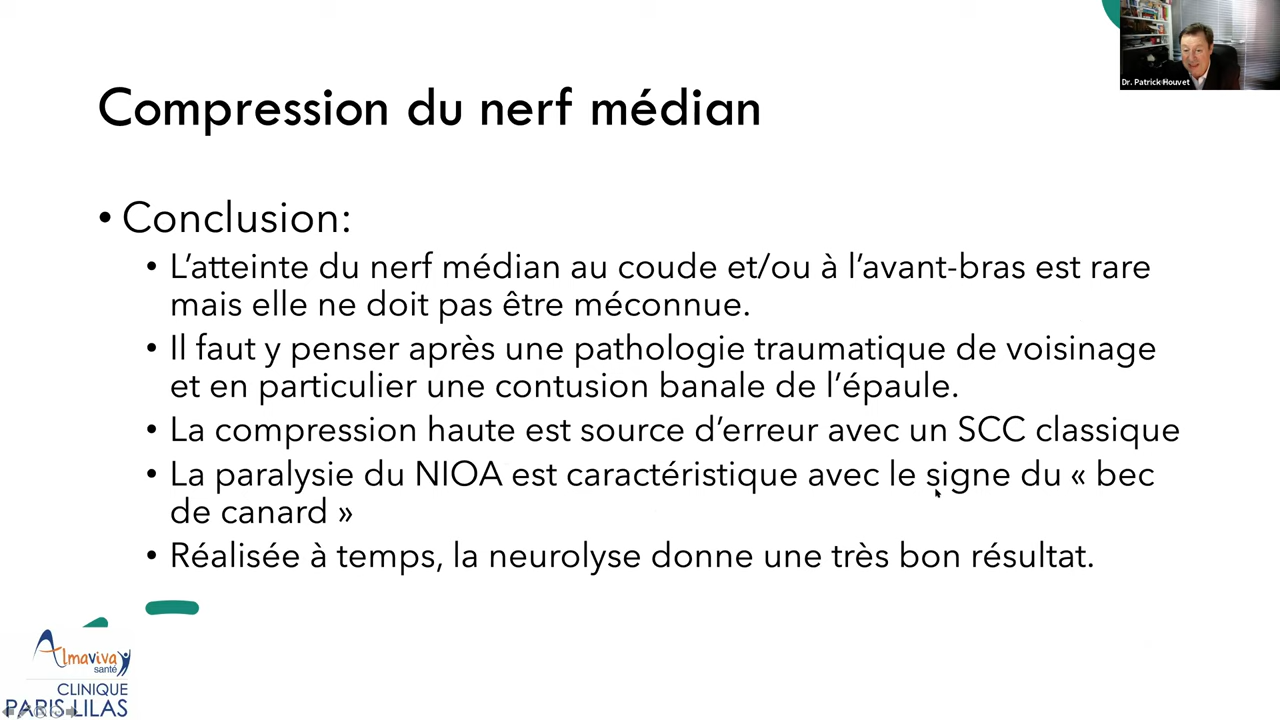 Dr. Patrick Houvet
Compression du nerf médian
• Conclusion:
• L'atteinte du nerf médian au coude et/ou à l'avant-bras est rare
mais elle ne doit pas être méconnue.
• Il faut y penser après une pathologie traumatique de voisinage
et en particulier une contusion banale de l'épaule.
• La compression haute est source d'erreur avec un SCC classique
• La paralysie du NIOA est caractéristique avec le signe du « bec
de canard »
• Réalisée à temps, la neurolyse donne une très bon résultat.
Almaviva
santé
CLINIQUE
PARIS LILAS